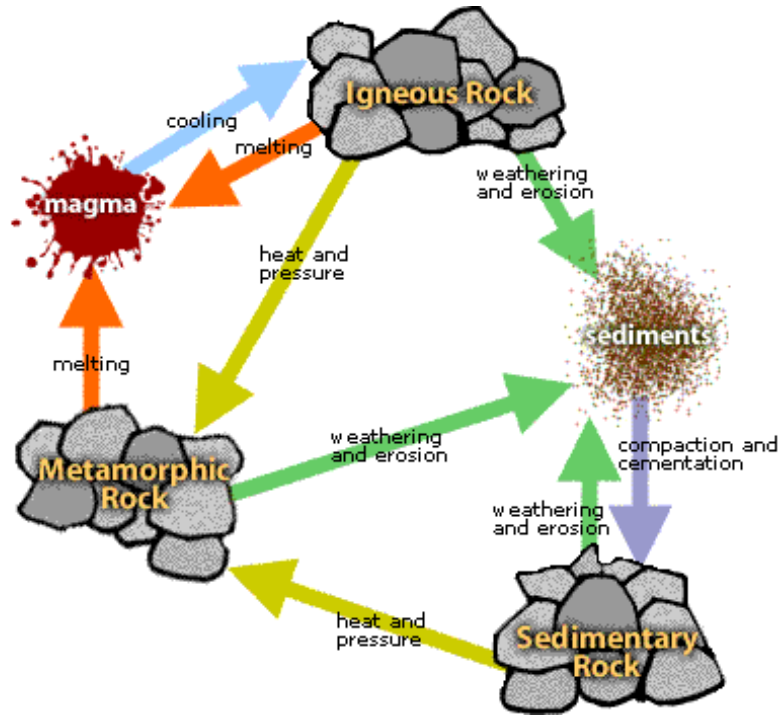 Igneous Rock
cooling
melting
weathering
and erosion
magma
heat and
pressure
sediments
melting
weathering
and erosion
compaction and
cementation
Metamorphic
Rock
weathering
and erosion
heat and
pressure
Sedimentary
Rock